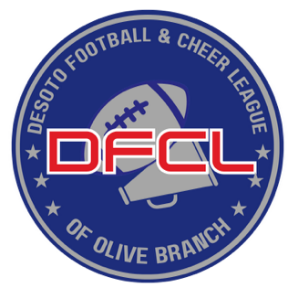 DESOTO FOOTBALL & CHEER LEAGUE
DFCL
OF OLIVE BRANCH